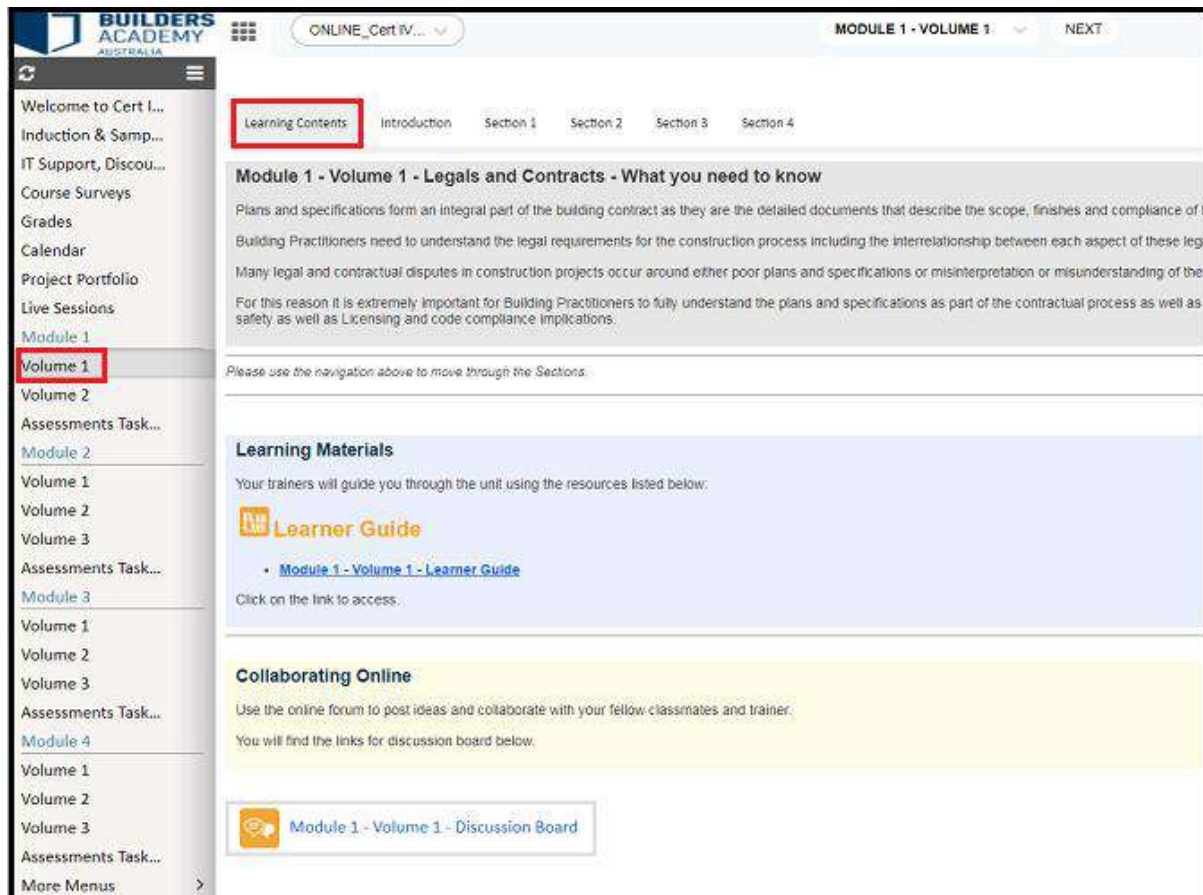 BUILDERS
ACADEMY
AUSTRALIA
ONLINE_Cert IV...
MODULE 1 - VOLUME 1
NEXT
Welcome to Cert I...
Induction & Samp...
IT Support, Discou...
Course Surveys
Grades
Calendar
Project Portfolio
Live Sessions
Module 1
Volume 1
Volume 2
Assessments Task...
Module 2
Volume 1
Volume 2
Volume 3
Assessments Task...
Module 3
Volume 1
Volume 2
Volume 3
Assessments Task...
Module 4
Volume 1
Volume 2
Volume 3
Assessments Task...
More Menus
Learning Contents Introduction Section 1 Section 2 Section 3 Section 4
Module 1 - Volume 1 - Legals and Contracts - What you need to know
Plans and specifications form an integral part of the building contract as they are the detailed documents that describe the scope, finishes and compliance of
Building Practitioners need to understand the legal requirements for the construction process including the interrelationship between each aspect of these leg
Many legal and contractual disputes in construction projects occur around either poor plans and specifications or misinterpretation or misunderstanding of the
For this reason it is extremely important for Building Practitioners to fully understand the plans and specifications as part of the contractual process as well as
safety as well as Licensing and code compliance implications.
Please use the navigation above to move through the Sections.
Learning Materials
Your trainers will guide you through the unit using the resources listed below:
Learner Guide
Module 1 - Volume 1 - Learner Guide
Click on the link to access.
Collaborating Online
Use the online forum to post ideas and collaborate with your fellow classmates and trainer.
You will find the links for discussion board below.
Module 1 - Volume 1 - Discussion Board